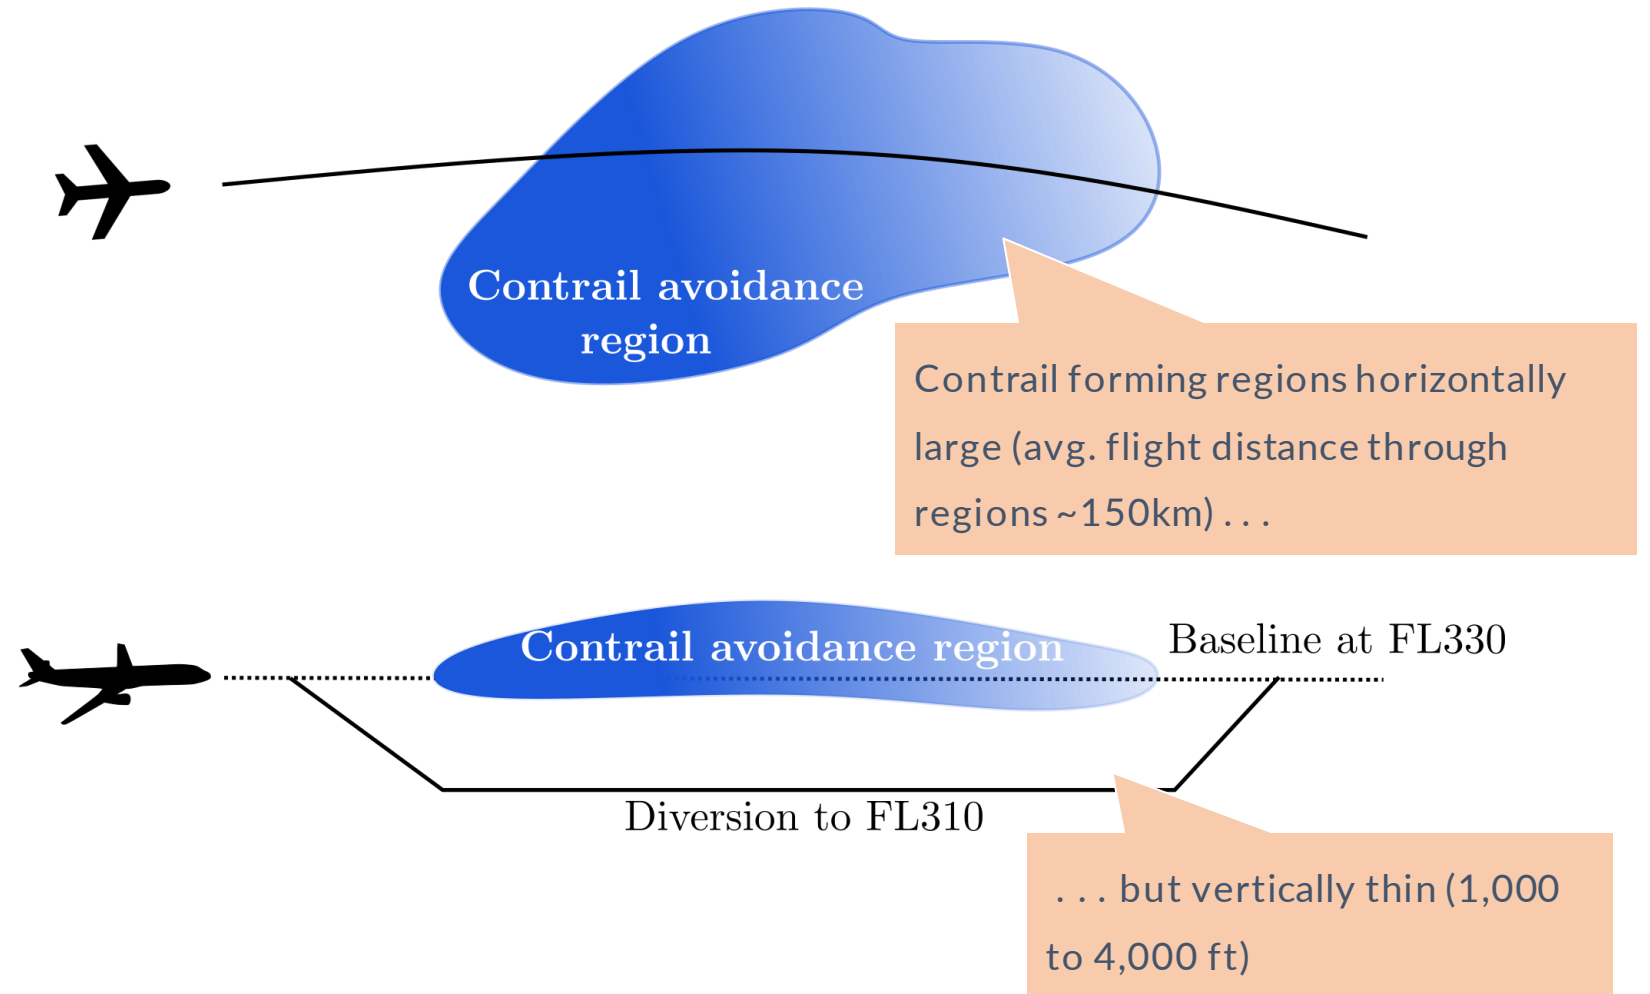 Contrail avoidance
region
Contrail forming regions horizontally
large (avg. flight distance through
regions ~150km) . . .
Contrail avoidance region
Baseline at FL330
Diversion to FL310
. . . but vertically thin (1,000
to 4,000 ft)